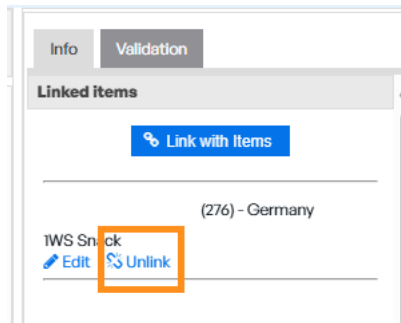 Info Validation
Linked items
Link with Items
(276) - Germany
1WS Snack
Edit Unlink